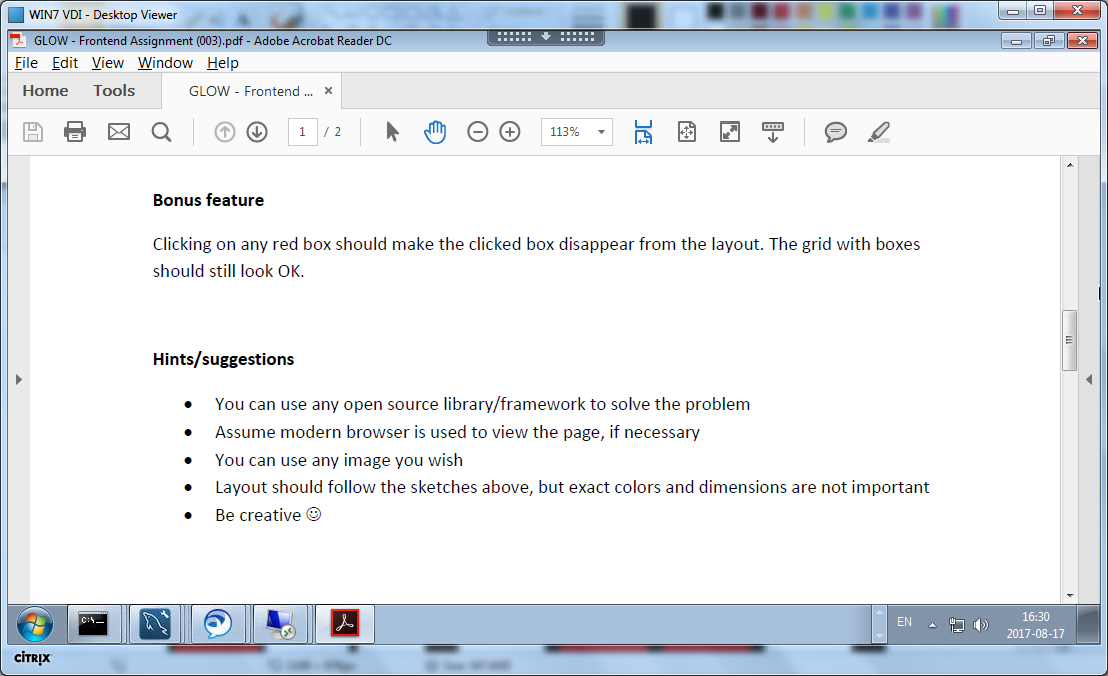 WIN7 VDI - Desktop Viewer
GLOW - Frontend Assignment (003).pdf - Adobe Acrobat Reader DC
File Edit View Window Help
Home Tools GLOW - Frontend ... ×
1 / 2 113%
Bonus feature
Clicking on any red box should make the clicked box disappear from the layout. The grid with boxes
should still look OK.
Hints/suggestions
• You can use any open source library/framework to solve the problem
• Assume modern browser is used to view the page, if necessary
• You can use any image you wish
• Layout should follow the sketches above, but exact colors and dimensions are not important
• Be creative ☺
C:\
EN 16:30
2017-08-17
CİTRIX